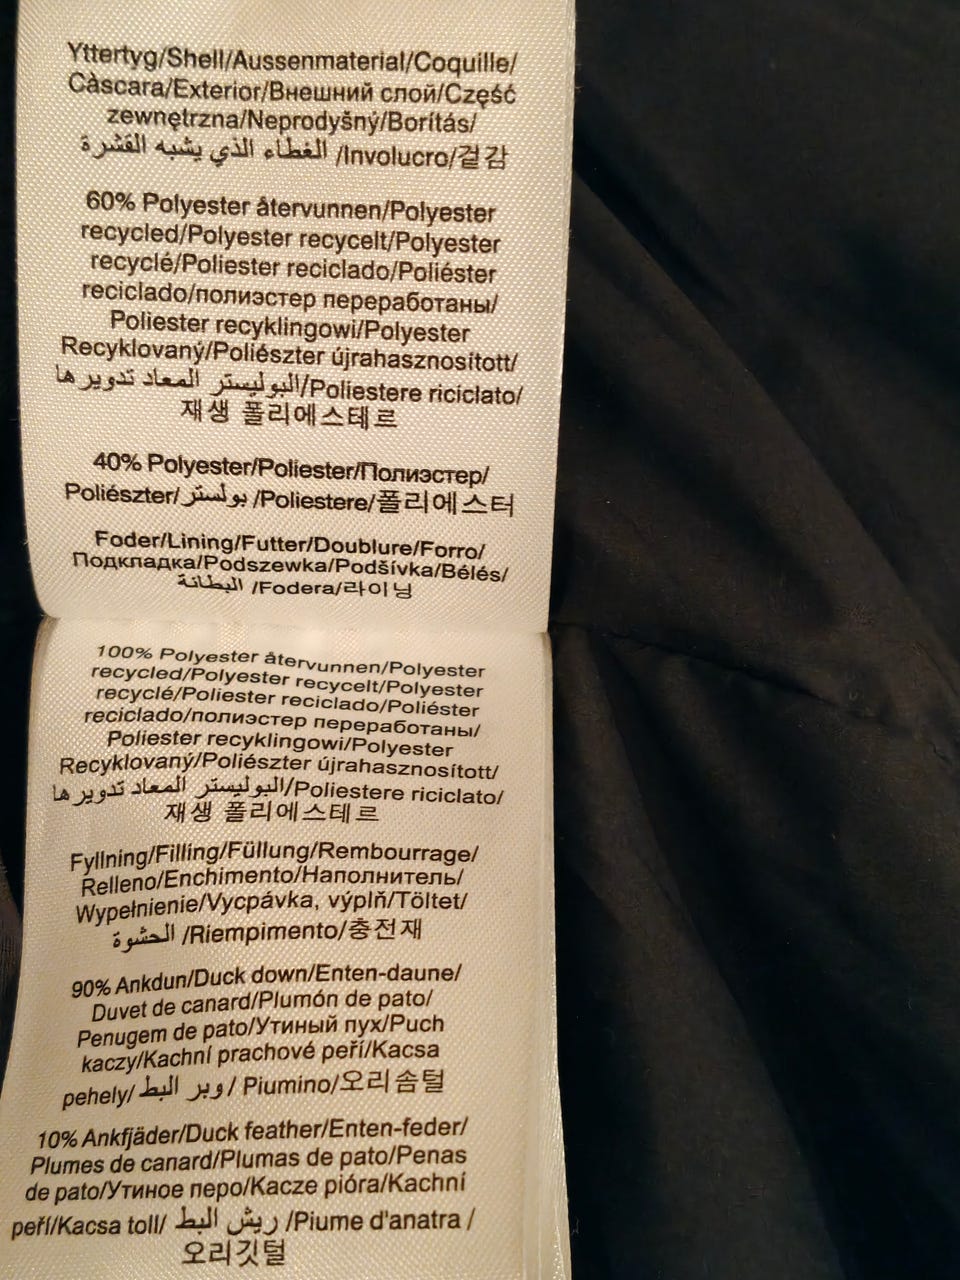 Yttertyg/Shell/Aussenmaterial/Coquille/
Càscara/Exterior/Внешний слой/Część
zewnętrzna/Neprodyšný/Borítás/
الغطاء الذي يشبه القشرة /Involucro/겉감
60% Polyester återvunnen/Polyester
recycled/Polyester recycelt/Polyester
recyclé/Poliester reciclado/Poliéster
reciclado/полиэстер переработаны/
Poliester recyklingowi/Polyester
Recyklovaný/Poliészter újrahasznosított/
البوليستر المعاد تدويرها/Poliestere riciclato/
재생 폴리에스테르
40% Polyester/Poliester/Полиэстер/
Poliészter/بولستر /Poliestere/폴리에스터
Foder/Lining/Futter/Doublure/Forro/
Подкладка/Podszewka/Podšívka/Bélés/
البطانة /Fodera/라이닝
100% Polyester återvunnen/Polyester
recycled/Polyester recycelt/Polyester
recyclé/Poliester reciclado/Poliéster
reciclado/полиэстер переработаны/
Poliester recyklingowi/Polyester
Recyklovaný/Poliészter újrahasznosított/
البوليستر المعاد تدويرها/Poliestere riciclato/
재생 폴리에스테르
Fyllning/Filling/Füllung/Rembourrage/
Relleno/Enchimento/Наполнитель/
Wypełnienie/Vycpávka, výplň/Töltet/
الحشوة /Riempimento/충전재
90% Ankdun/Duck down/Enten-daune/
Duvet de canard/Plumón de pato/
Penugem de pato/Утиный пух/Puch
kaczy/Kachní prachové peří/Kacsa
pehely/وبر البط / Piumino/오리솜털
10% Ankfjäder/Duck feather/Enten-feder/
Plumes de canard/Plumas de pato/Penas
de pato/Утиное перо/Kacze pióra/Kachní
peří/Kacsa toll/ ريش البط /Piume d'anatra /
오리깃털